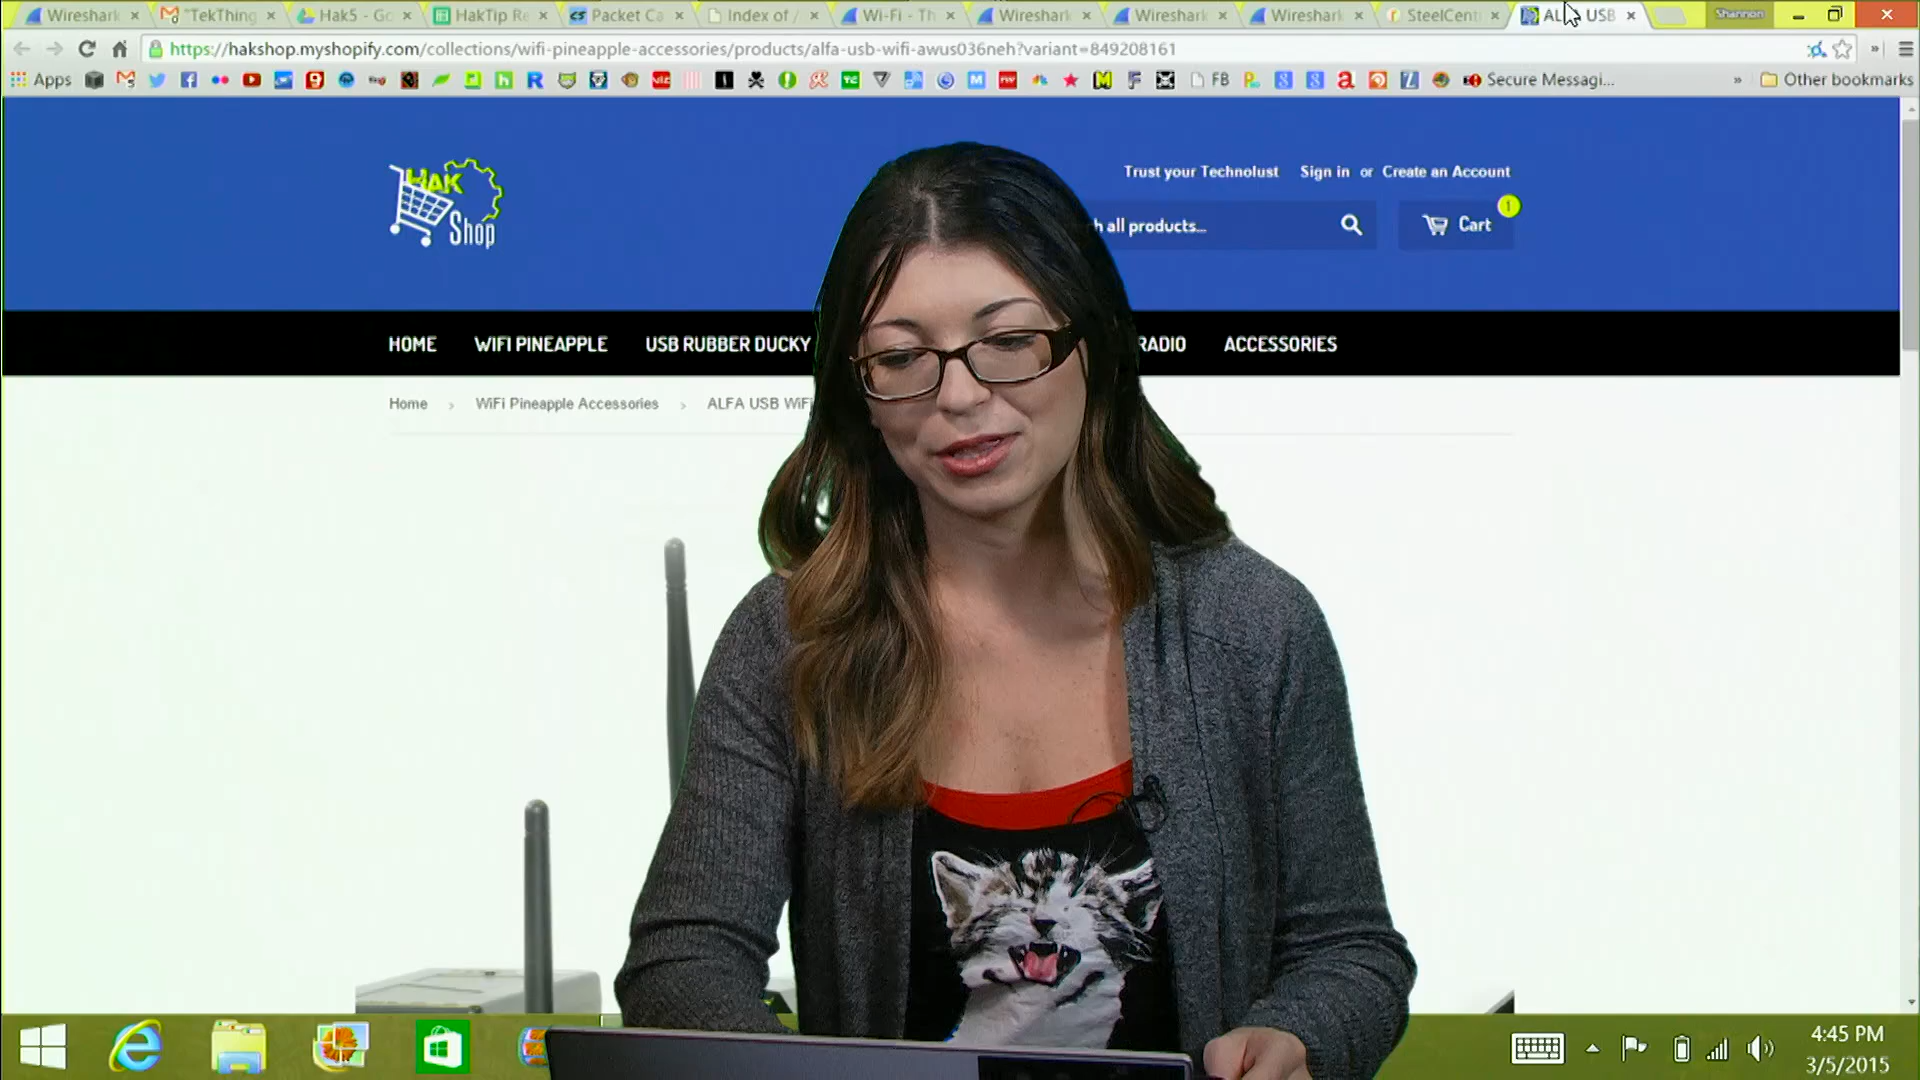 Wireshark
"TekThing
Hak5 - Go
HakTip Re
Packet Ca
Index of /
Wi-Fi - Th
Wireshark
Wireshark
Wireshark
SteelCent
AL USB
Shannon
https://hakshop.myshopify.com/collections/wifi-pineapple-accessories/products/alfa-usb-wifi-awus036neh?variant=849208161
Apps
FB
Secure Messagi...
» Other bookmarks
HAK
Shop
Trust your Technolust Sign in or Create an Account
h all products...
Cart
1
HOME WIFI PINEAPPLE USB RUBBER DUCKY RADIO ACCESSORIES
Home › WiFi Pineapple Accessories › ALFA USB WiFi
4:45 PM
3/5/2015